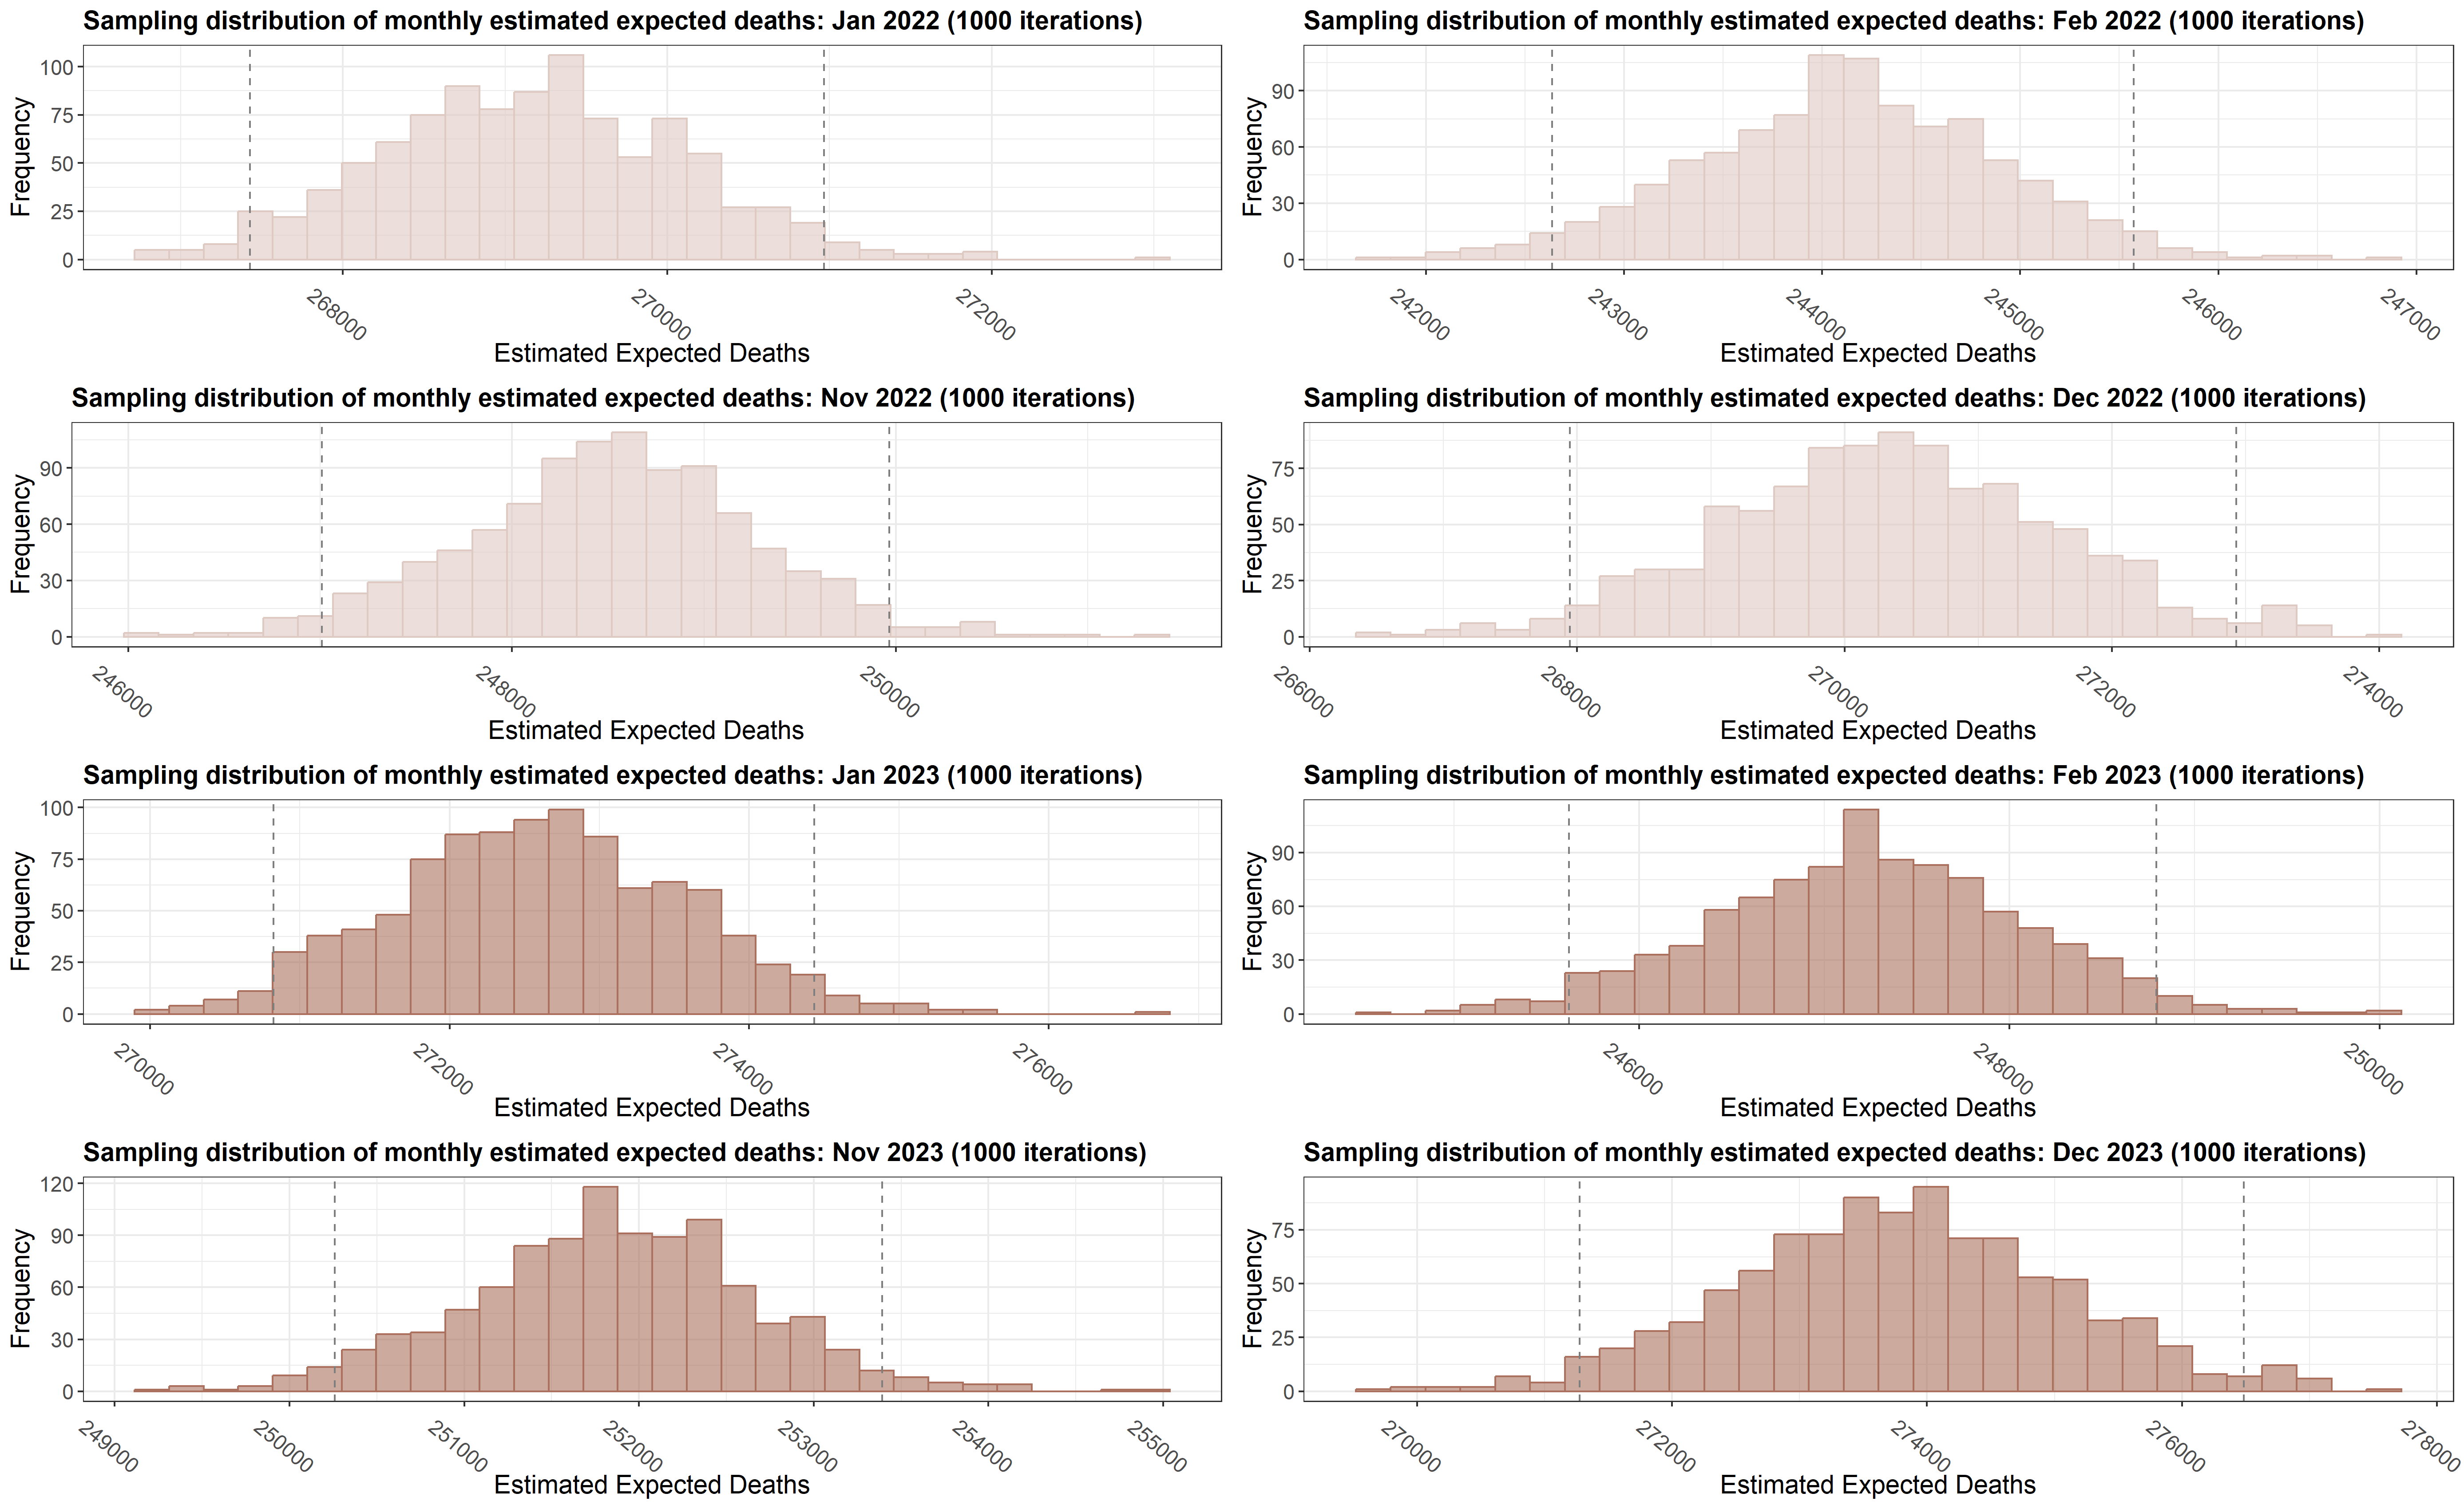 Sampling distribution of monthly estimated expected deaths: Jan 2022 (1000 iterations)
Frequency
100
75
50
25
0
268000
270000
272000
Estimated Expected Deaths
Sampling distribution of monthly estimated expected deaths: Feb 2022 (1000 iterations)
Frequency
90
60
30
0
242000
243000
244000
245000
246000
247000
Estimated Expected Deaths
Sampling distribution of monthly estimated expected deaths: Nov 2022 (1000 iterations)
Frequency
90
60
30
0
246000
248000
250000
Estimated Expected Deaths
Sampling distribution of monthly estimated expected deaths: Dec 2022 (1000 iterations)
Frequency
75
50
25
0
266000
268000
270000
272000
274000
Estimated Expected Deaths
Sampling distribution of monthly estimated expected deaths: Jan 2023 (1000 iterations)
Frequency
100
75
50
25
0
270000
272000
274000
276000
Estimated Expected Deaths
Sampling distribution of monthly estimated expected deaths: Feb 2023 (1000 iterations)
Frequency
90
60
30
0
246000
248000
250000
Estimated Expected Deaths
Sampling distribution of monthly estimated expected deaths: Nov 2023 (1000 iterations)
Frequency
120
90
60
30
0
249000
250000
251000
252000
253000
254000
255000
Estimated Expected Deaths
Sampling distribution of monthly estimated expected deaths: Dec 2023 (1000 iterations)
Frequency
75
50
25
0
270000
272000
274000
276000
278000
Estimated Expected Deaths